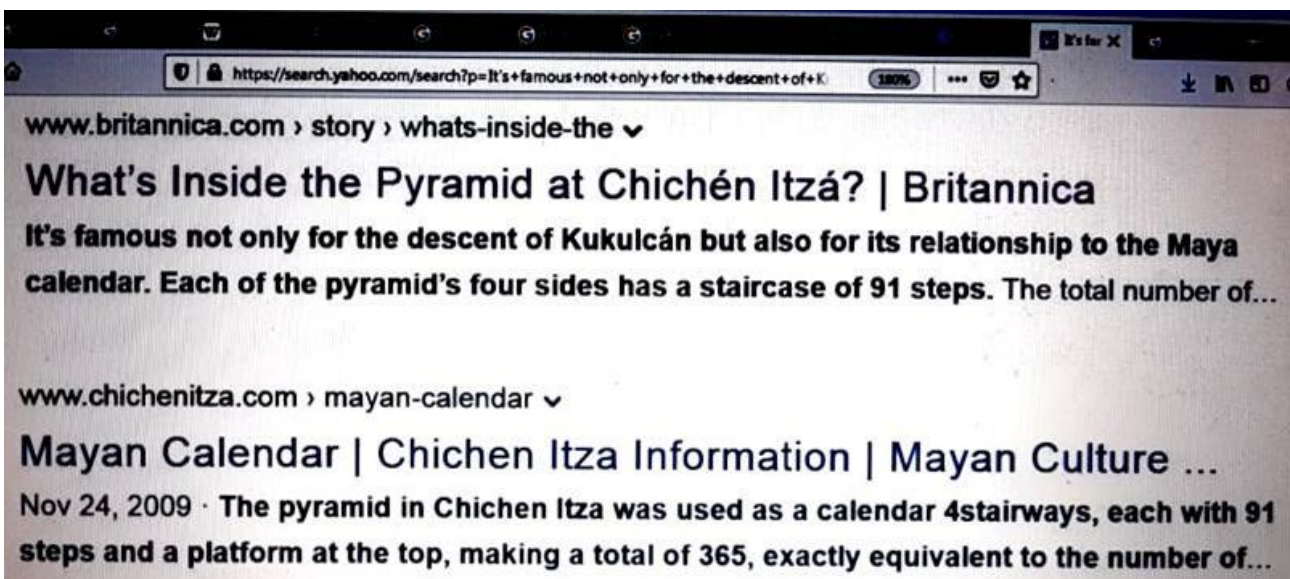 It's for
https://search.yahoo.com/search?p=It's+famous+not+only+for+the+descent+of+K
180%
www.britannica.com › story › whats-inside-the
What's Inside the Pyramid at Chichén Itzá? | Britannica
It's famous not only for the descent of Kukulcán but also for its relationship to the Maya
calendar. Each of the pyramid's four sides has a staircase of 91 steps. The total number of...
www.chichenitza.com › mayan-calendar
Mayan Calendar | Chichen Itza Information | Mayan Culture ...
Nov 24, 2009 · The pyramid in Chichen Itza was used as a calendar 4stairways, each with 91
steps and a platform at the top, making a total of 365, exactly equivalent to the number of...